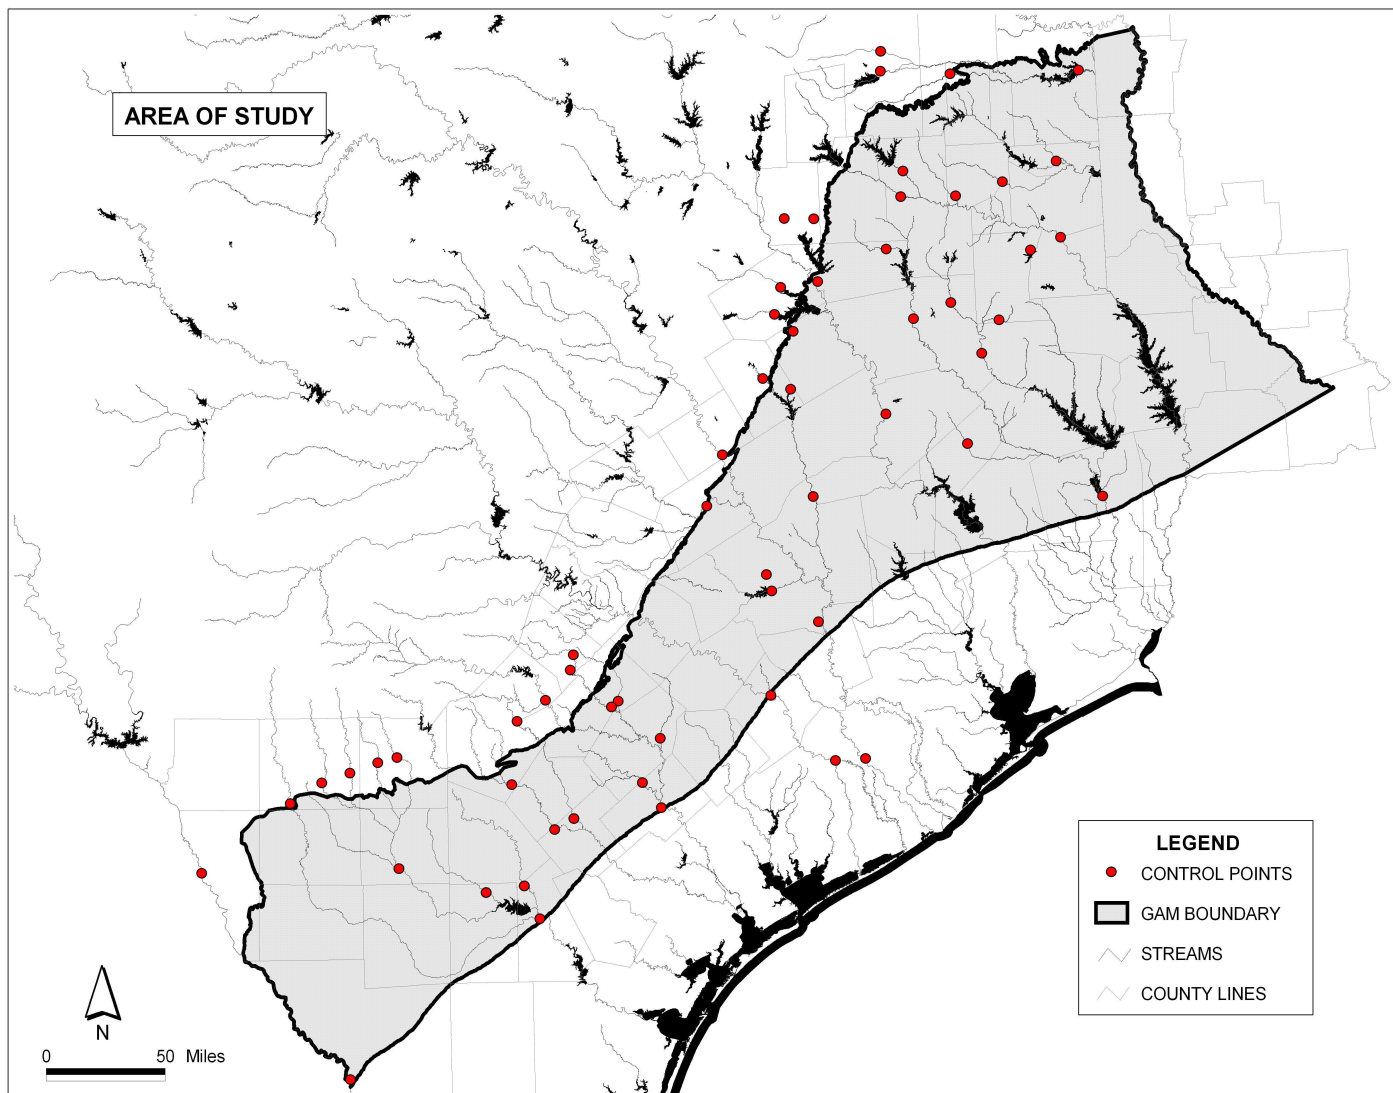 AREA OF STUDY
LEGEND
CONTROL POINTS
GAM BOUNDARY
STREAMS
COUNTY LINES
N
0 50 Miles